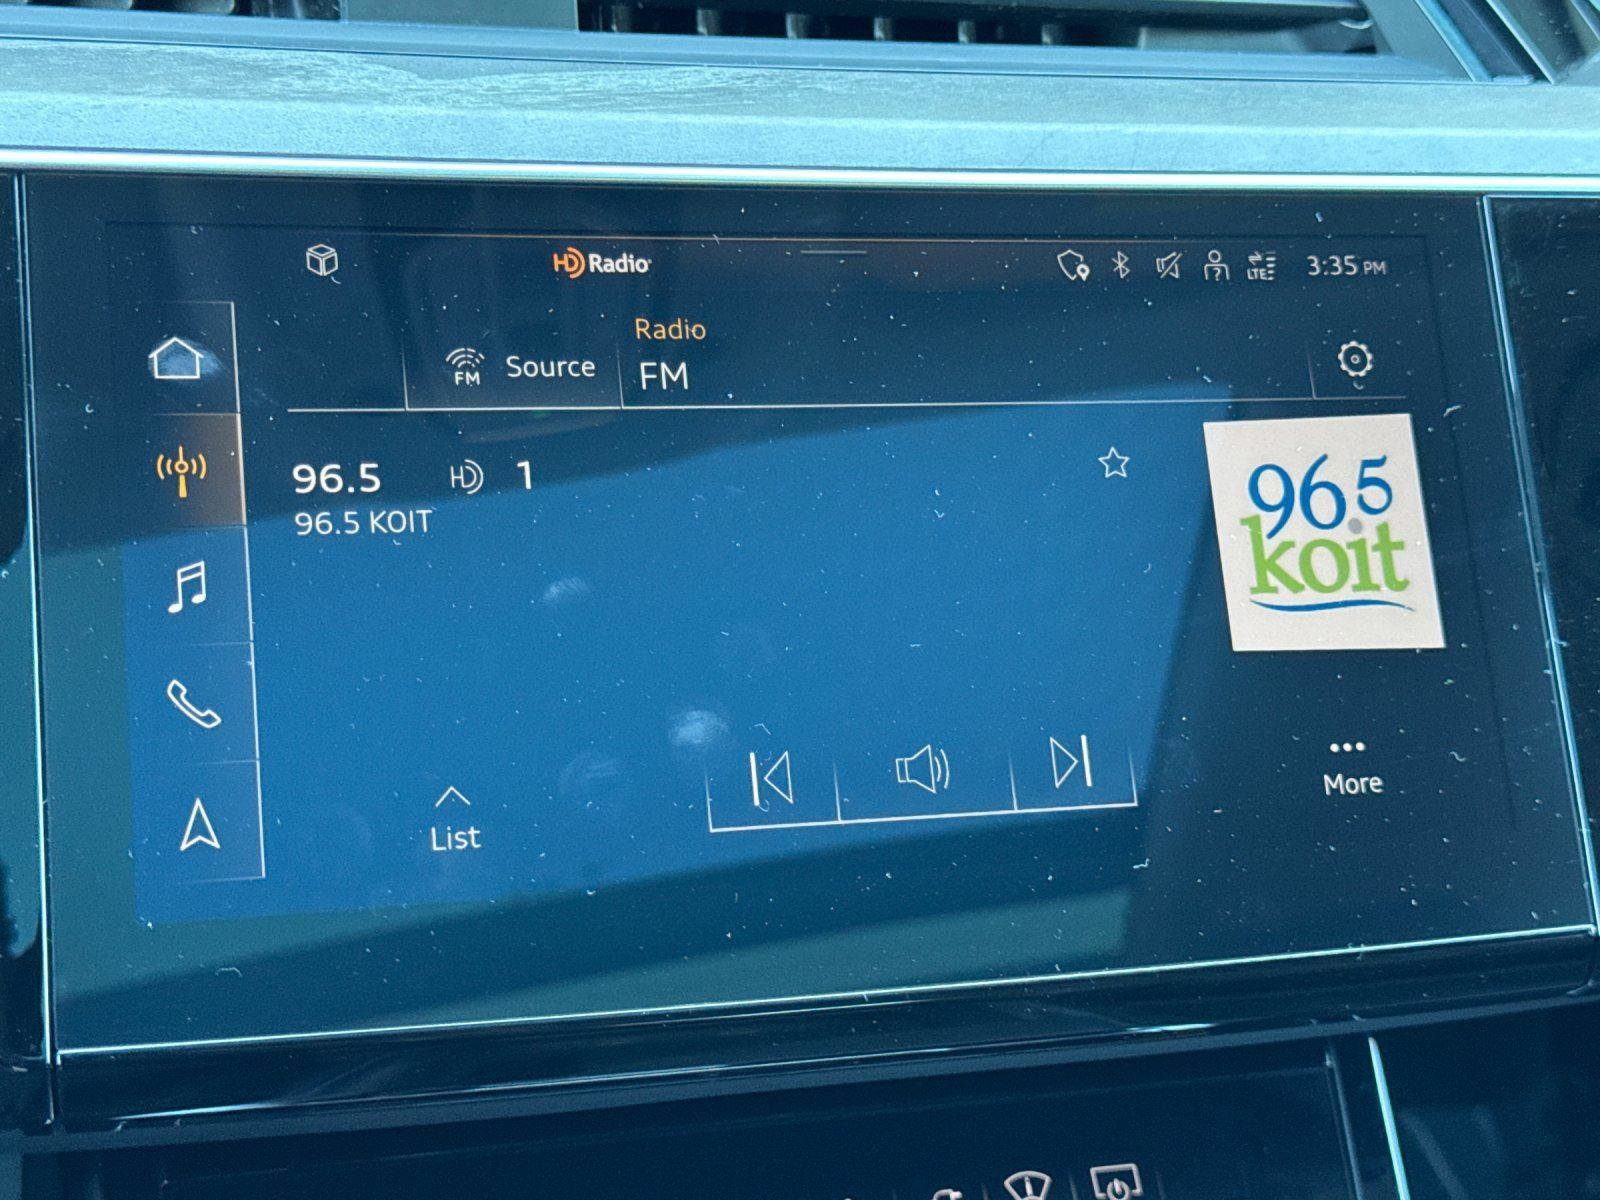 HD Radio
LTE 3:35 PM
Radio
FM Source
FM
96.5 HD 1
96.5 KOIT
96.5
koit
List
More